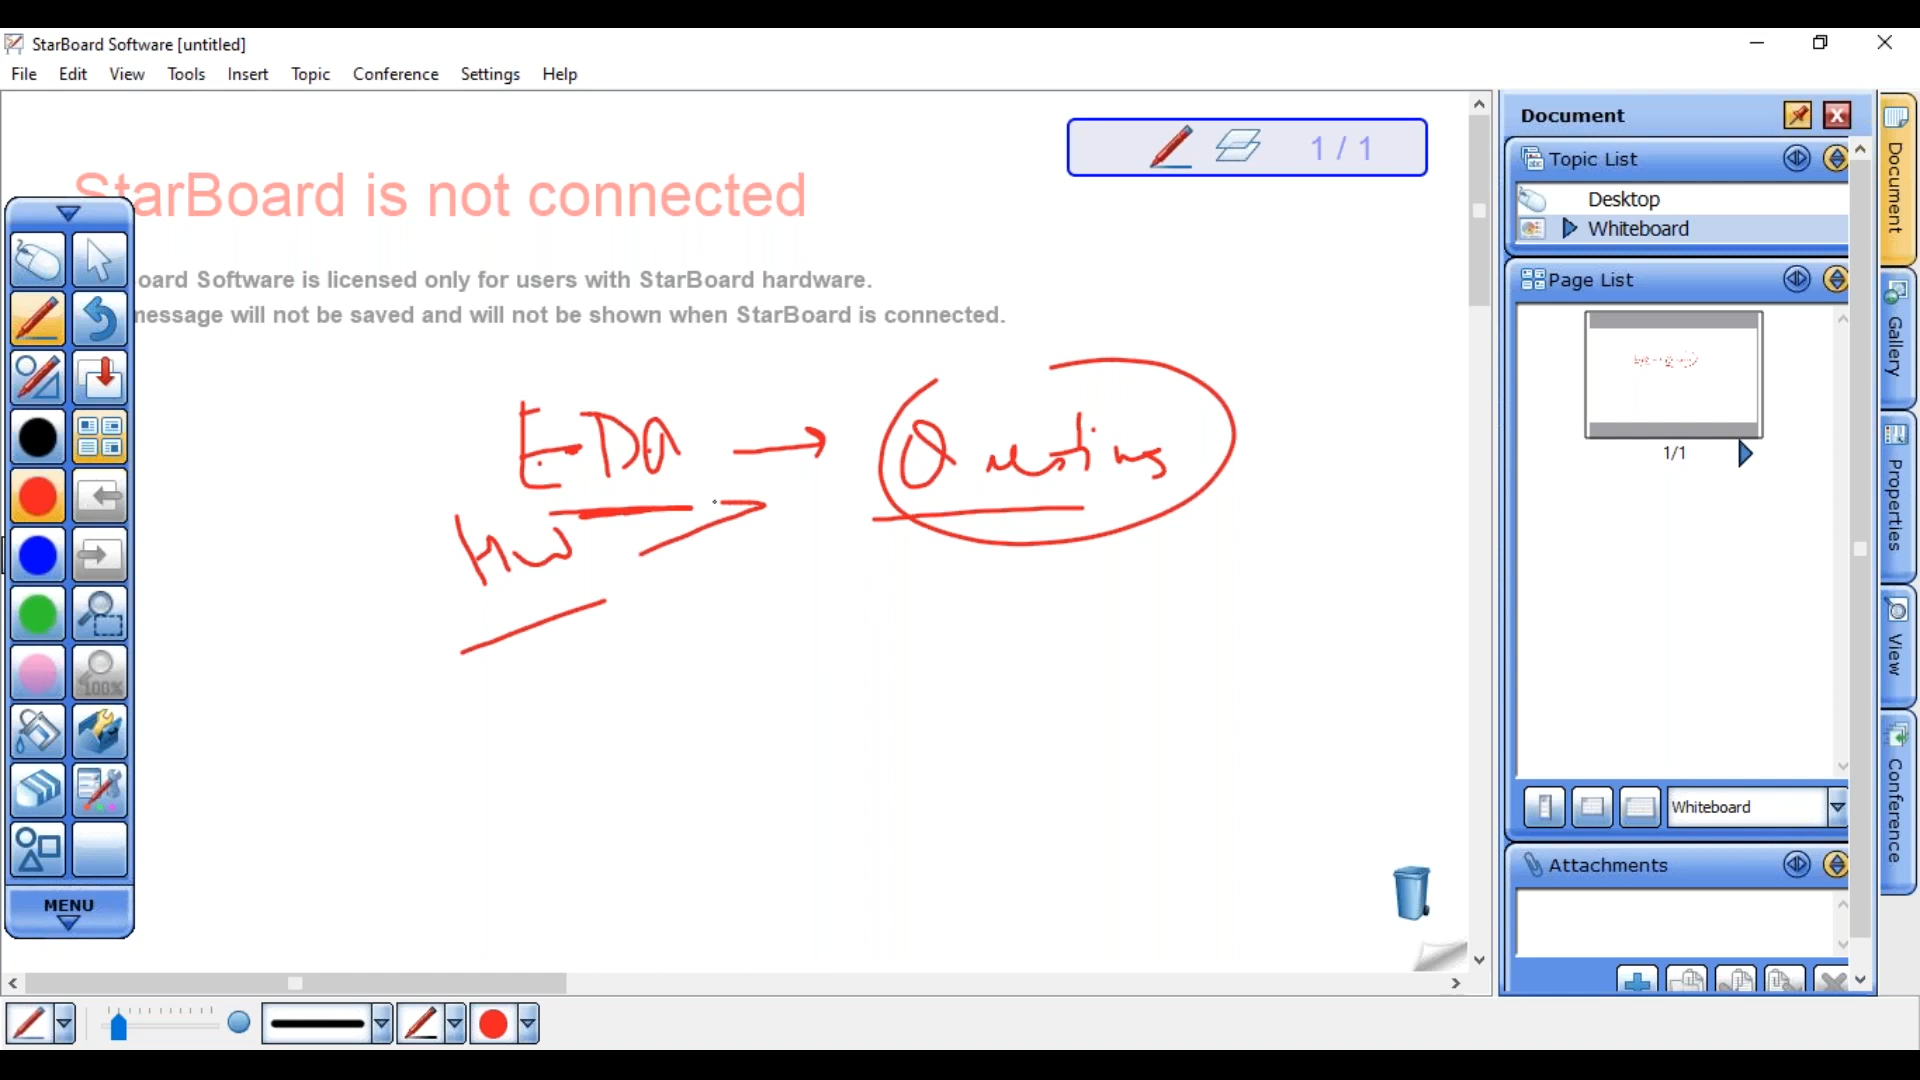 StarBoard Software [untitled]
File Edit View Tools Insert Topic Conference Settings Help
StarBoard is not connected
oard Software is licensed only for users with StarBoard hardware.
message will not be saved and will not be shown when StarBoard is connected.
1 / 1
EDA → Questions
HW
100%
MENU
Document
Topic List
Desktop
Whiteboard
Page List
1/1
Whiteboard
Attachments
Document
Gallery
Properties
View
Conference